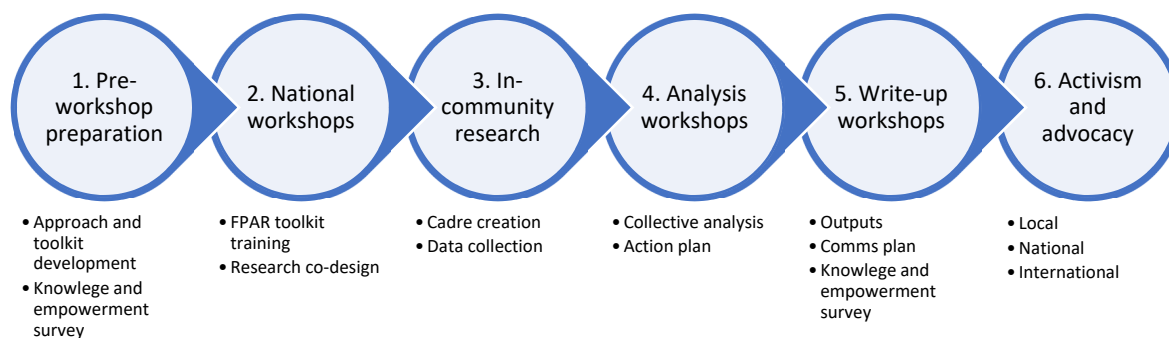 1. Pre-
workshop
preparation
2. National
workshops
3. In-
community
research
4. Analysis
workshops
5. Write-up
workshops
6. Activism
and
advocacy
• Approach and
toolkit
development
• Knowlege and
empowerment
survey
• FPAR toolkit
training
• Research co-design
• Cadre creation
• Data collection
• Collective analysis
• Action plan
• Outputs
• Comms plan
• Knowlege and
empowerment
survey
• Local
• National
• International